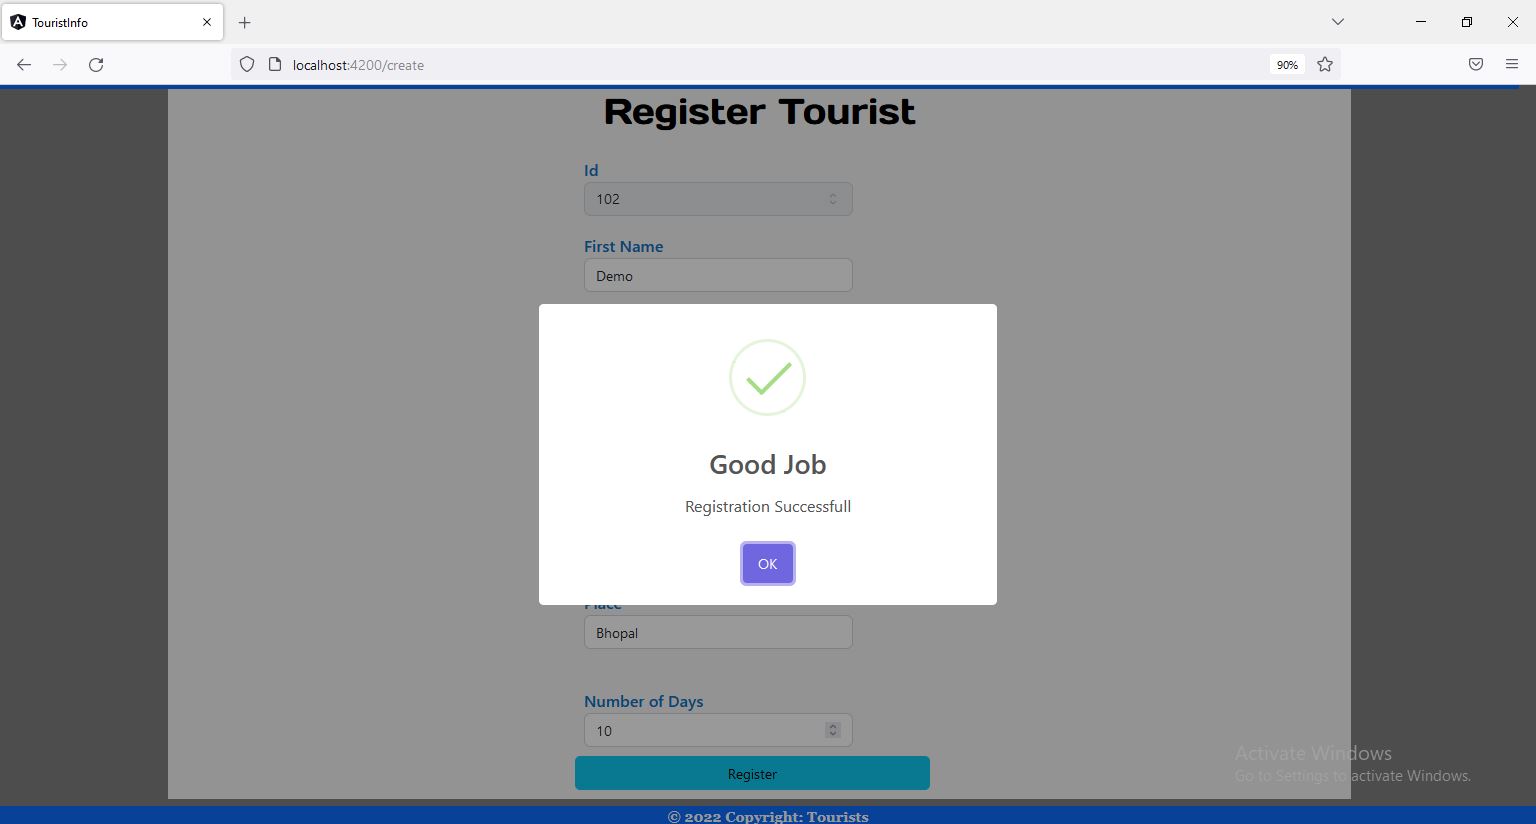 TouristInfo
localhost:4200/create
90%
Register Tourist
Id
102
First Name
Demo
Good Job
Registration Successfull
OK
Place
Bhopal
Number of Days
10
Register
Activate Windows
Go to Settings to activate Windows.
© 2022 Copyright: Tourists